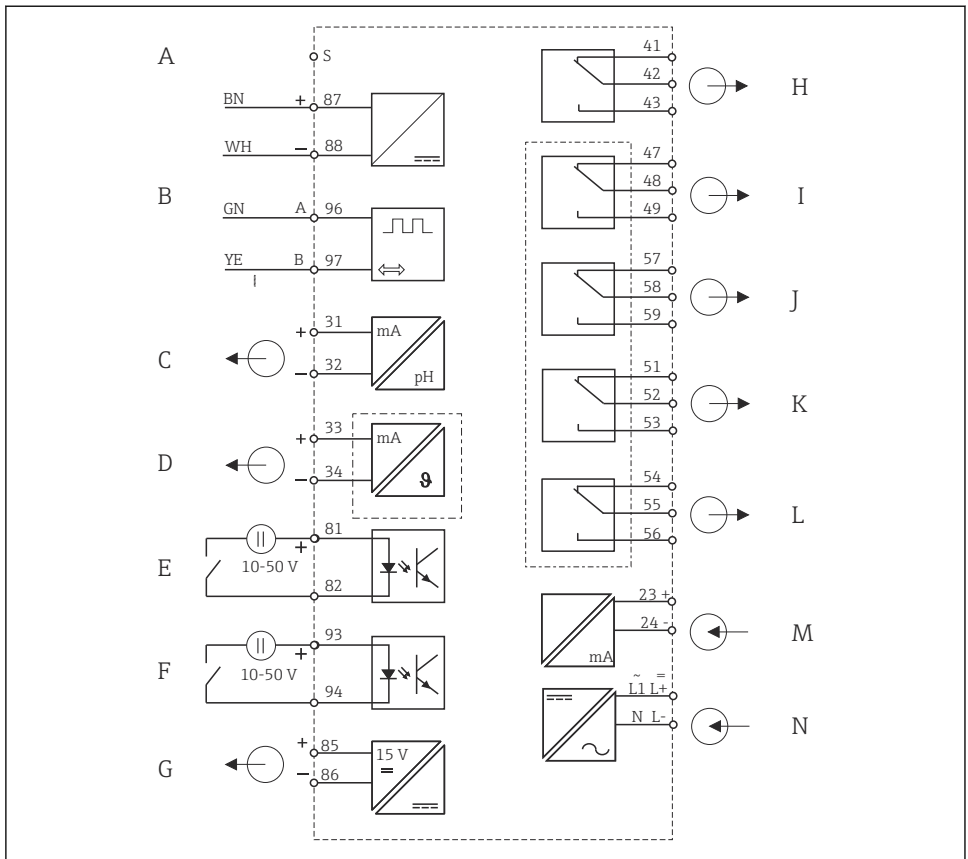 A
S
BN + 87
WH − 88
B
GN A 96
YE B 97
C
+ 31
− 32
mA
pH
D
+ 33
− 34
mA
ϑ
E
81
+
10-50 V
82
F
93
+
10-50 V
94
G
+ 85
− 86
15 V
41
42
43
H
47
48
49
I
57
58
59
J
51
52
53
K
54
55
56
L
23 +
24 -
mA
M
~ =
L1 L+
N L-
N